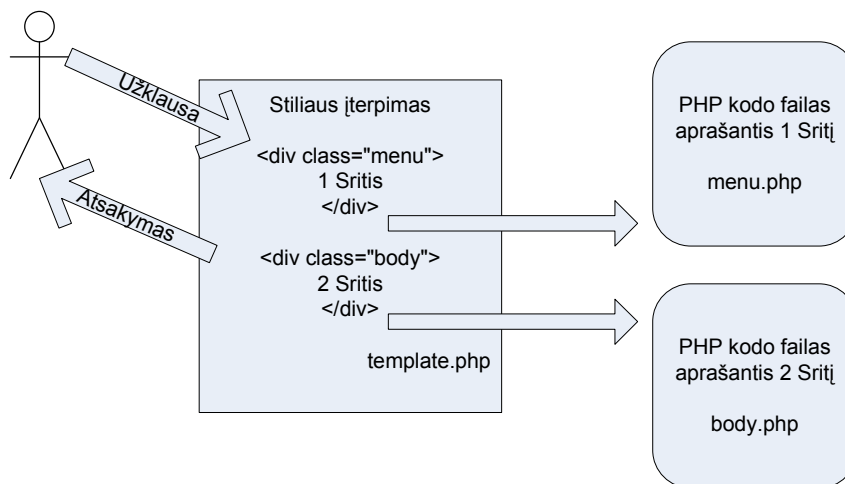 Užklausa
Atsakymas
Stiliaus įterpimas
<div class="menu">
1 Sritis
</div>
<div class="body">
2 Sritis
</div>
template.php
PHP kodo failas
aprašantis 1 Sritį
menu.php
PHP kodo failas
aprašantis 2 Sritį
body.php